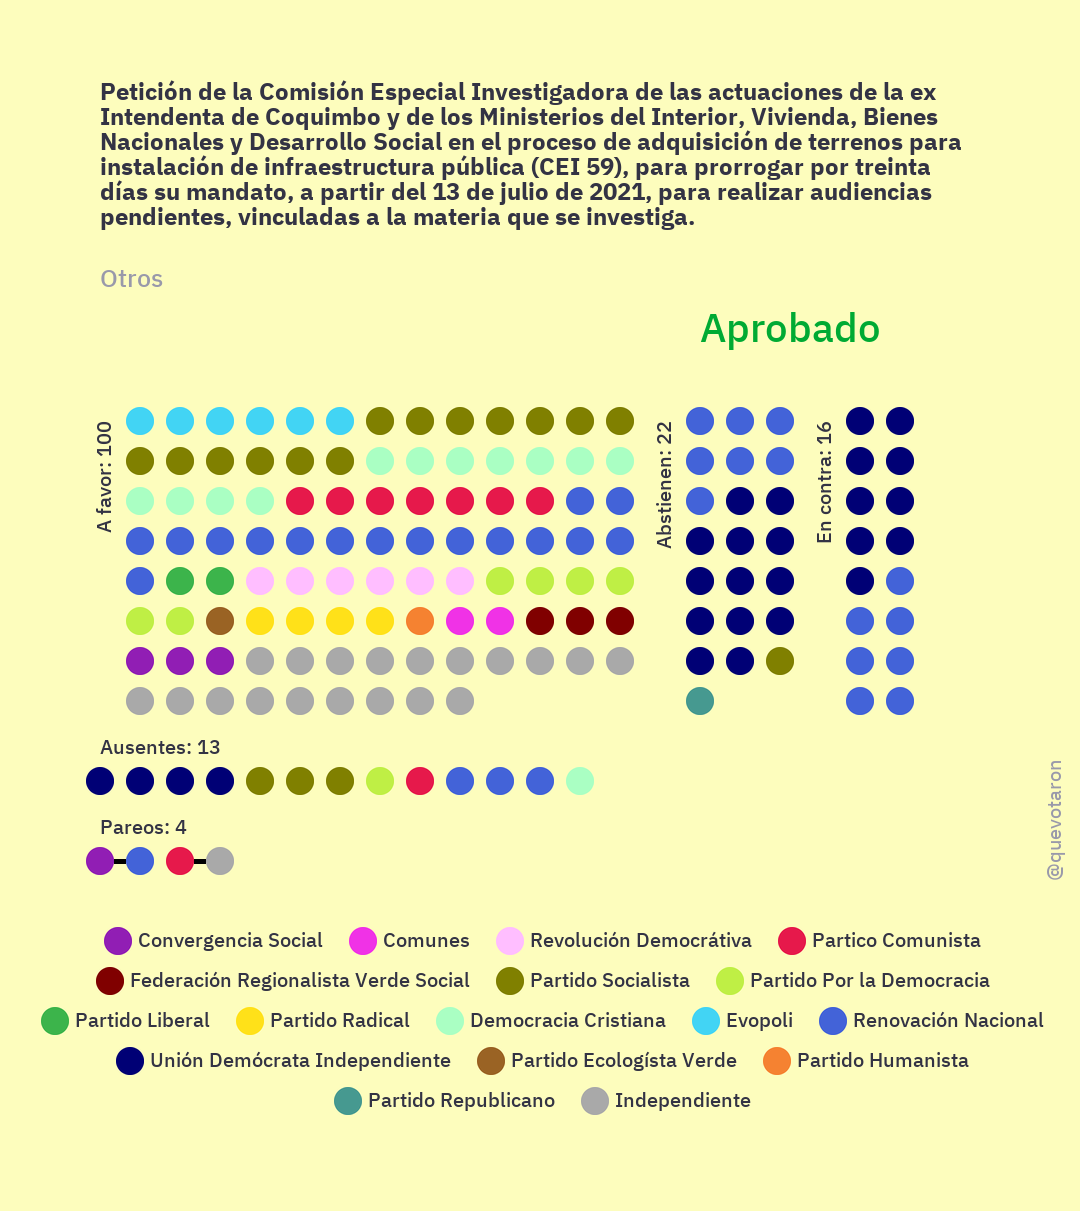 Petición de la Comisión Especial Investigadora de las actuaciones de la ex
Intendenta de Coquimbo y de los Ministerios del Interior, Vivienda, Bienes
Nacionales y Desarrollo Social en el proceso de adquisición de terrenos para
instalación de infraestructura pública (CEI 59), para prorrogar por treinta
días su mandato, a partir del 13 de julio de 2021, para realizar audiencias
pendientes, vinculadas a la materia que se investiga.
Otros
Aprobado
A favor: 100
Abstienen: 22
En contra: 16
Ausentes: 13
Pareos: 4
@quevotaron
Convergencia Social Comunes Revolución Democrátiva Partico Comunista
Federación Regionalista Verde Social Partido Socialista Partido Por la Democracia
Partido Liberal Partido Radical Democracia Cristiana Evopoli Renovación Nacional
Unión Demócrata Independiente Partido Ecologísta Verde Partido Humanista
Partido Republicano Independiente